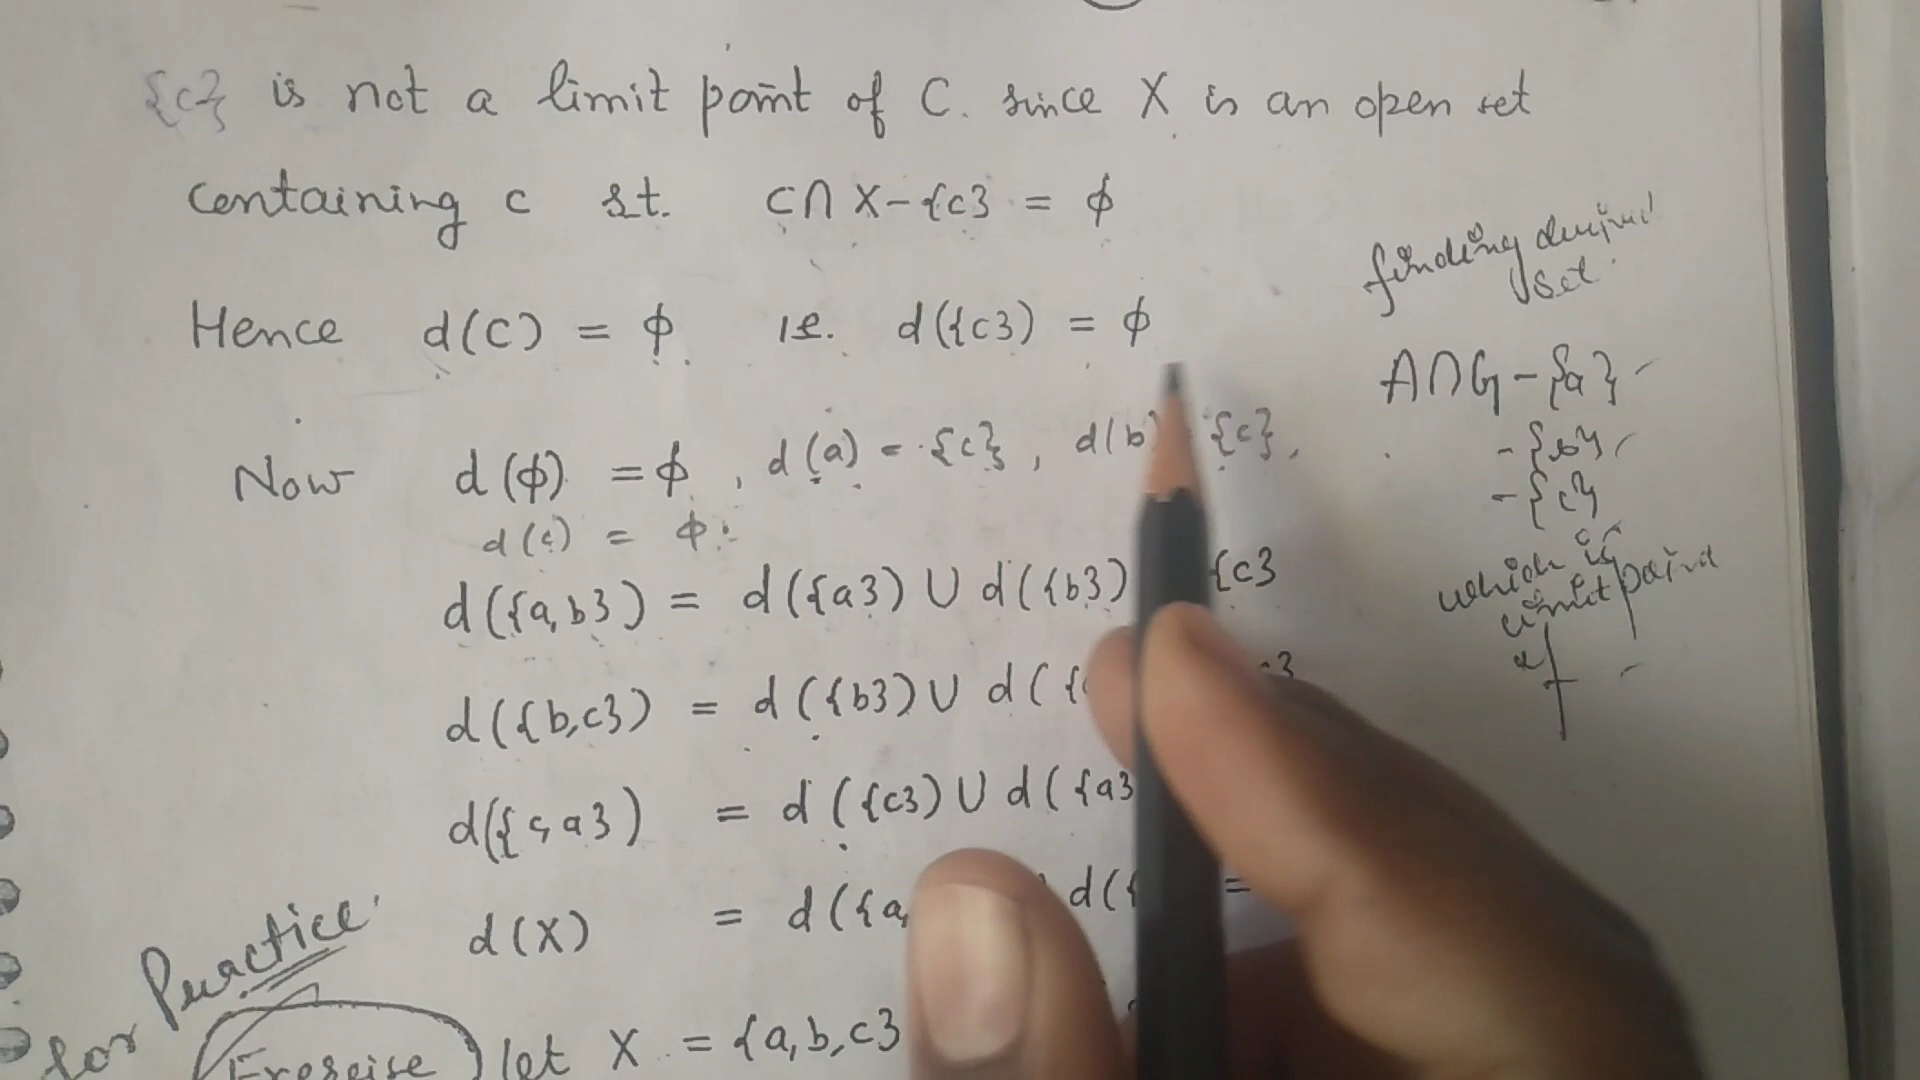 {c} is not a limit point of C. since X is an open set
containing c s.t. C∩X-{c} = ϕ
Hence d(C) = ϕ ie. d({c}) = ϕ
Now d(ϕ) = ϕ, d(a) = {c}, d(b) {c},
d(c) = ϕ.
d({a,b}) = d({a}) ∪ d({b}) {c}
d({b,c}) = d({b}) ∪ d({
d({c,a}) = d({c}) ∪ d({a}
d(X) = d({a, d({ =
for Practice
Exercise let X = {a,b,c}
finding derived
set
A∩G-{a}
-{b}
-{c}
which is
limit point